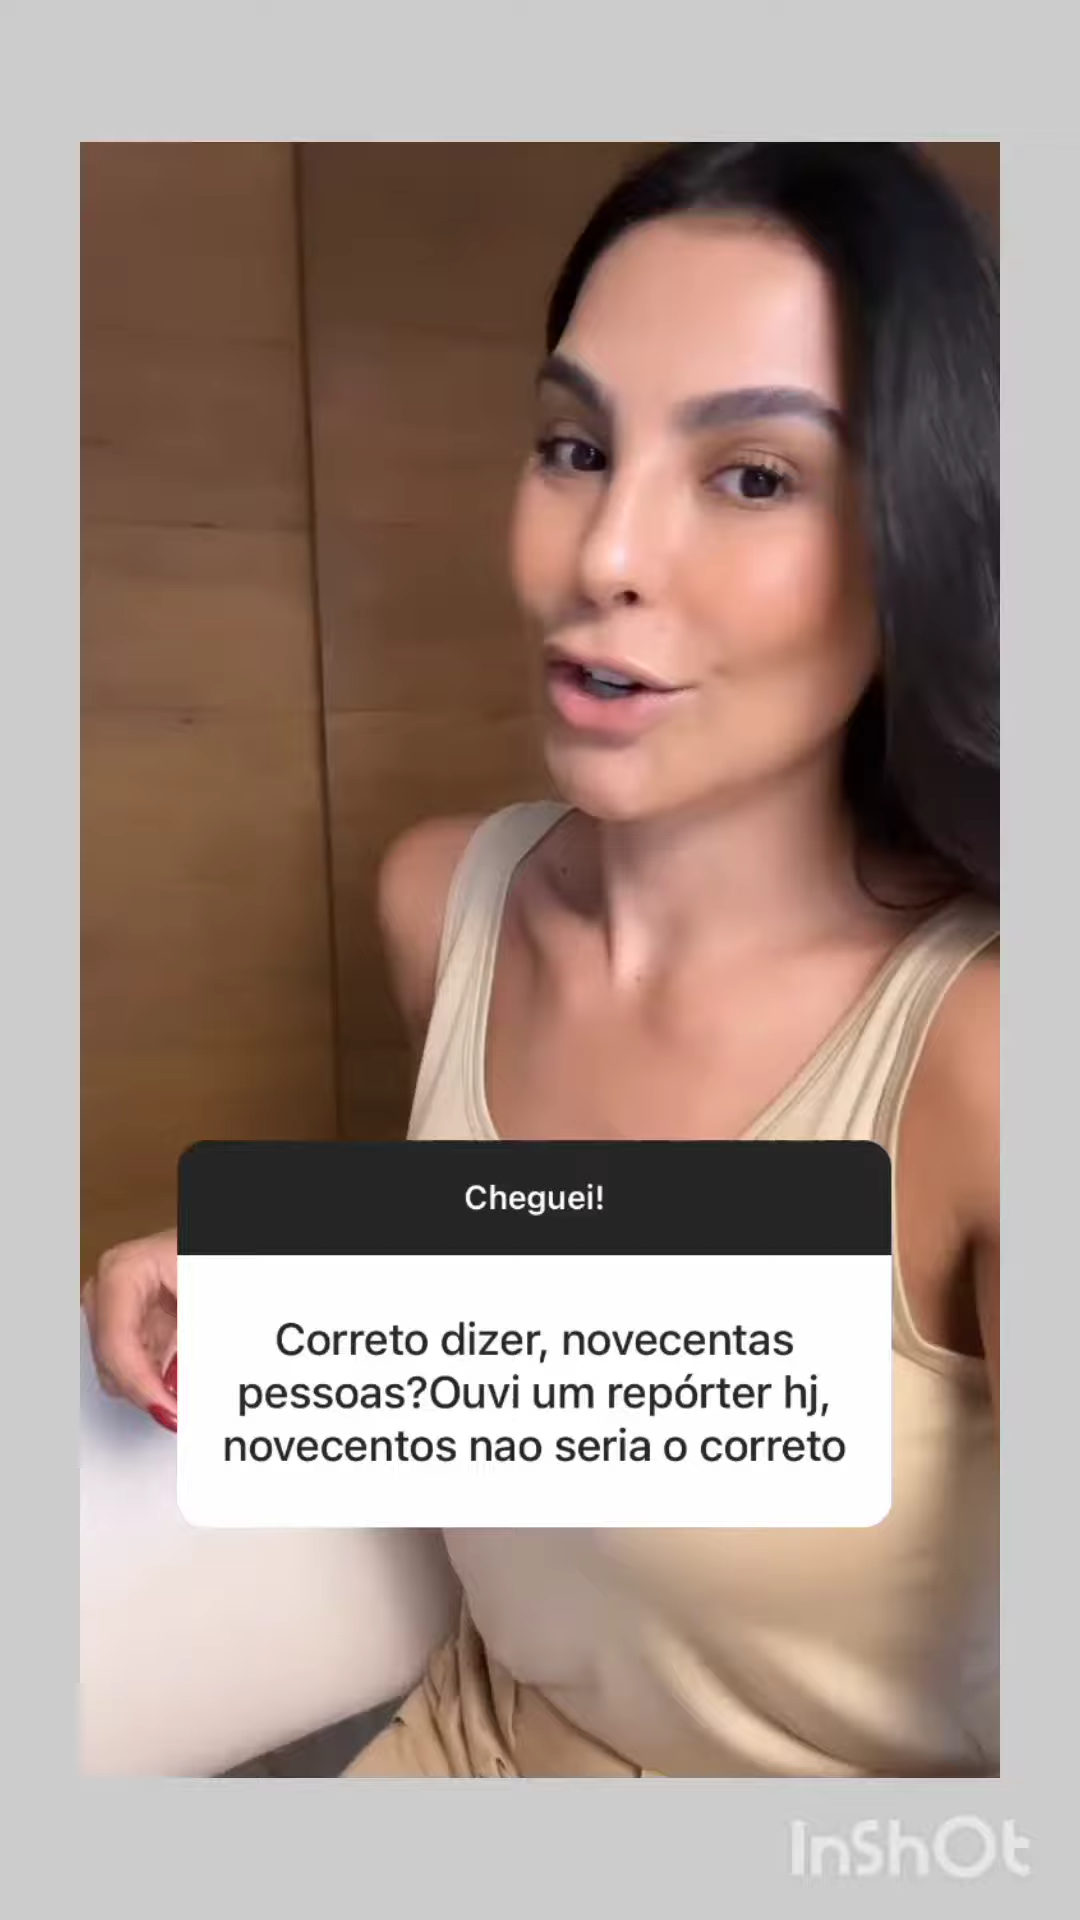 Cheguei!
Correto dizer, novecentas
pessoas?Ouvi um repórter hj,
novecentos nao seria o correto
InShOt